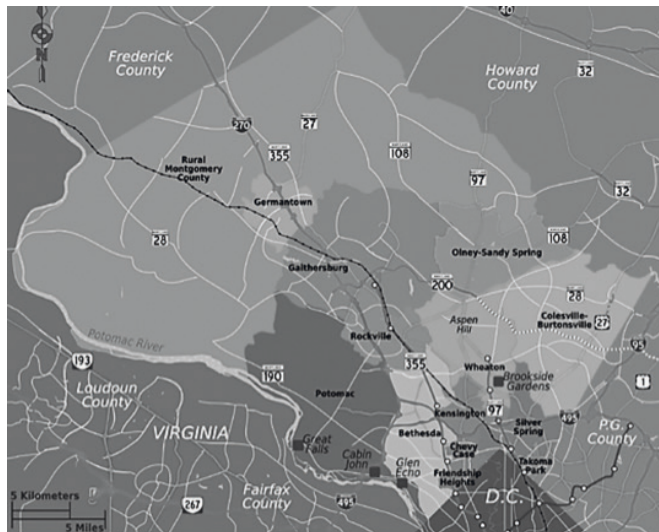 40
Frederick
County
Howard
County
32
N
270
27
355
108
97
32
Rural
Montgomery
County
Germantown
28
Olney-Sandy Spring
108
Gaithersburg
200
28
Colesville-
Burtonsville
27
Aspen
Hill
Potomac River
Rockville
95
193
190
355
Wheaton
1
Loudoun
County
Potomac
Brookside
Gardens
97
Kensington
495
VIRGINIA
Bethesda
Silver
Spring
P.G.
County
Great
Falls
Chevy
Case
Cabin
John
Glen
Echo
Friendship
Heights
Takoma
Park
5 Kilometers
5 Miles
267
Fairfax
County
495
D.C.